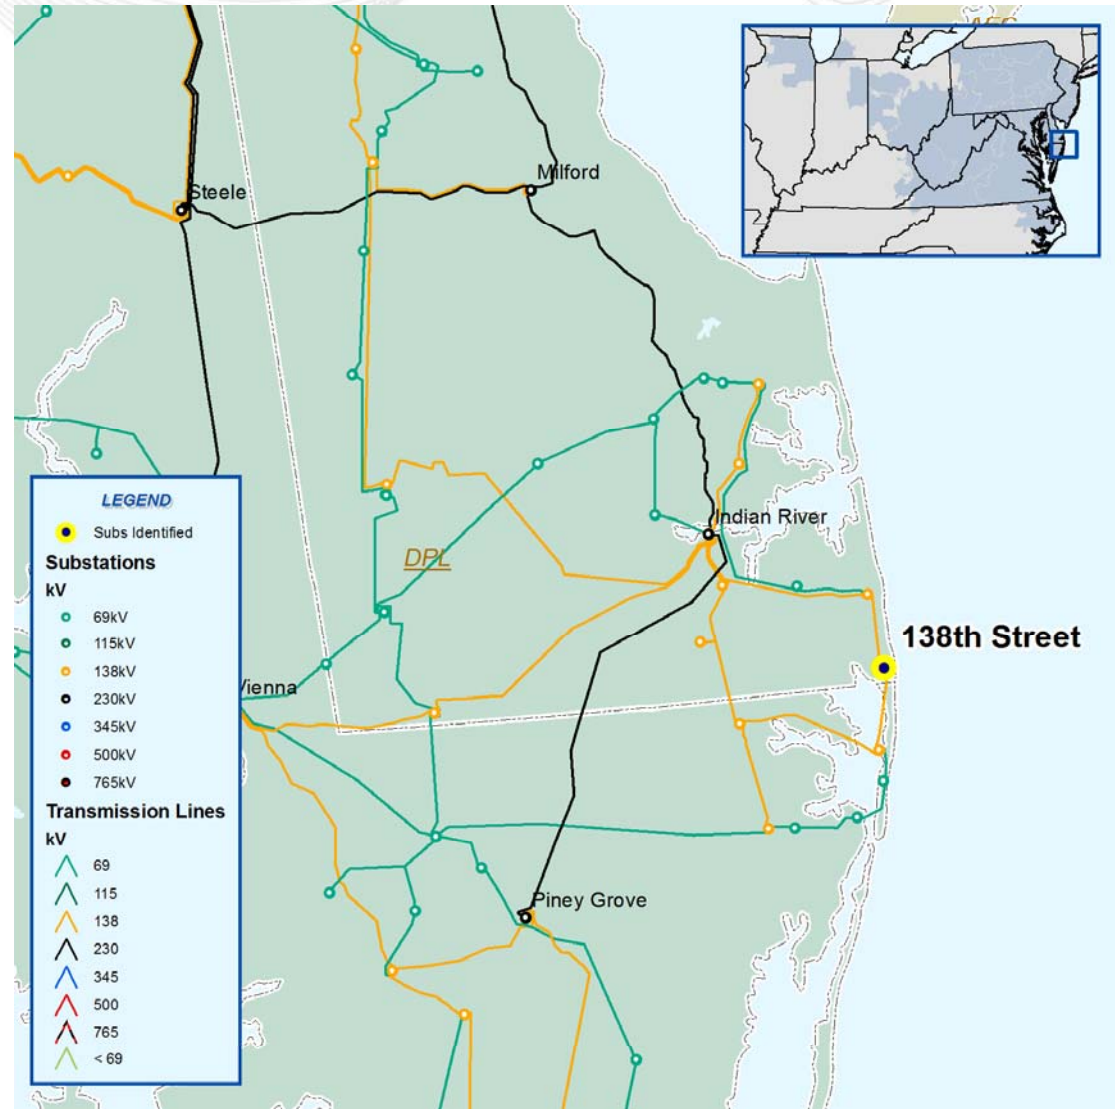 Milford
Steele
Indian River
DPL
138th Street
Vienna
Piney Grove
LEGEND
Subs Identified
Substations
kV
69kV
115kV
138kV
230kV
345kV
500kV
765kV
Transmission Lines
kV
69
115
138
230
345
500
765
< 69